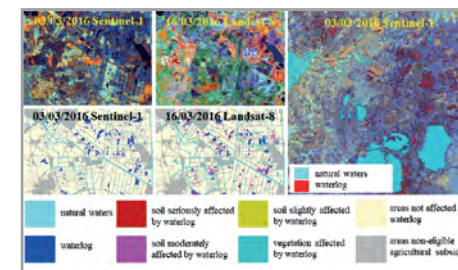 03/03/2016 Sentinel-1
16/03/2016 Landsat-8
03/03/2016 Sentinel-1
03/03/2016 Sentinel-1
16/03/2016 Landsat-8
natural waters
waterlog
natural waters
soil seriously affected
by waterlog
soil slightly affected
by waterlog
areas not affected
waterlog
waterlog
soil moderately
affected by waterlog
vegetation affected
by waterlog
areas non-eligible
agricultural subsid